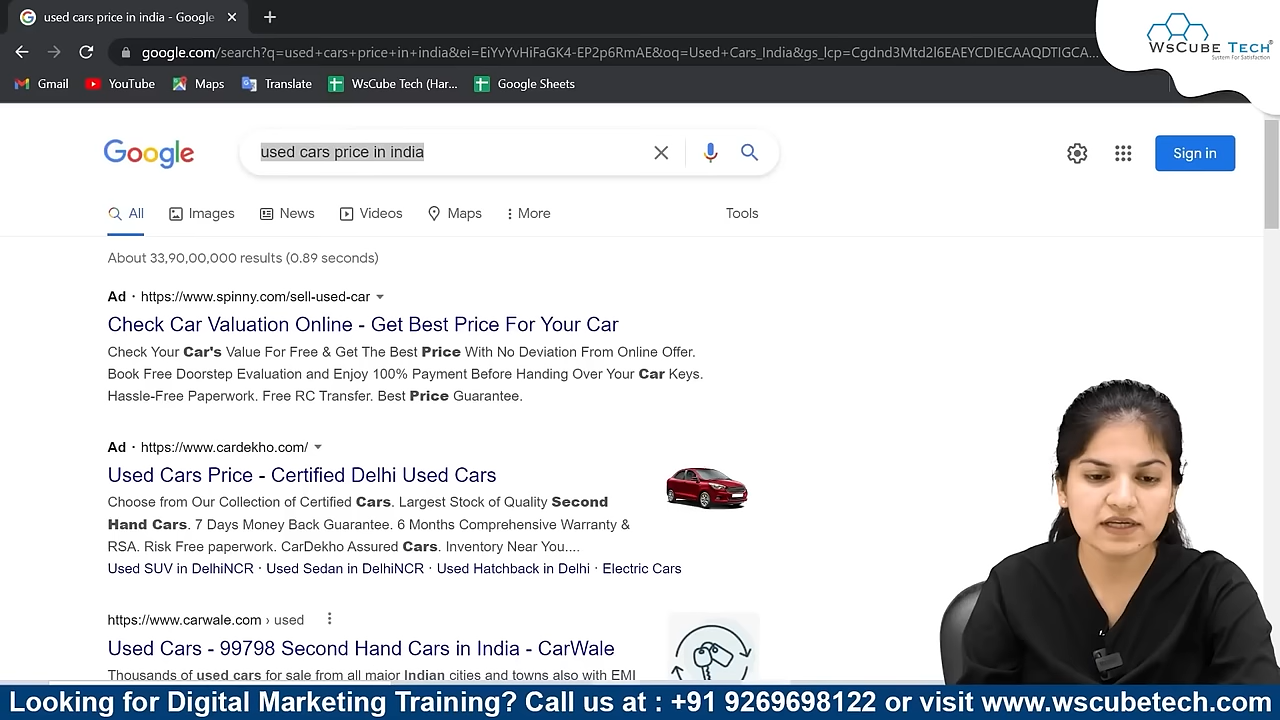 used cars price in india - Google
WsCube Tech®
System For Satisfaction
google.com/search?q=used+cars+price+in+india&ei=SYvwYvHiFaGK4-EP2p6RmAE&oq=Used+Cars_India&gs_lcp=Cgdnd3Mtd2l6EAEYCDIECAAQDTIGCA...
Gmail YouTube Maps Translate WsCube Tech (Har... Google Sheets
Google used cars price in india Sign in
All Images News Videos Maps More Tools
About 33,90,00,000 results (0.89 seconds)
Ad · https://www.spinny.com/sell-used-car
Check Car Valuation Online - Get Best Price For Your Car
Check Your Car's Value For Free & Get The Best Price With No Deviation From Online Offer.
Book Free Doorstep Evaluation and Enjoy 100% Payment Before Handing Over Your Car Keys.
Hassle-Free Paperwork. Free RC Transfer. Best Price Guarantee.
Ad · https://www.cardekho.com/
Used Cars Price - Certified Delhi Used Cars
Choose from Our Collection of Certified Cars. Largest Stock of Quality Second
Hand Cars. 7 Days Money Back Guarantee. 6 Months Comprehensive Warranty &
RSA. Risk Free paperwork. CarDekho Assured Cars. Inventory Near You....
Used SUV in DelhiNCR · Used Sedan in DelhiNCR · Used Hatchback in Delhi · Electric Cars
https://www.carwale.com › used
Used Cars - 99798 Second Hand Cars in India - CarWale
Thousands of used cars for sale from all major Indian cities and towns also with EMI
Looking for Digital Marketing Training? Call us at : +91 9269698122 or visit www.wscubetech.com